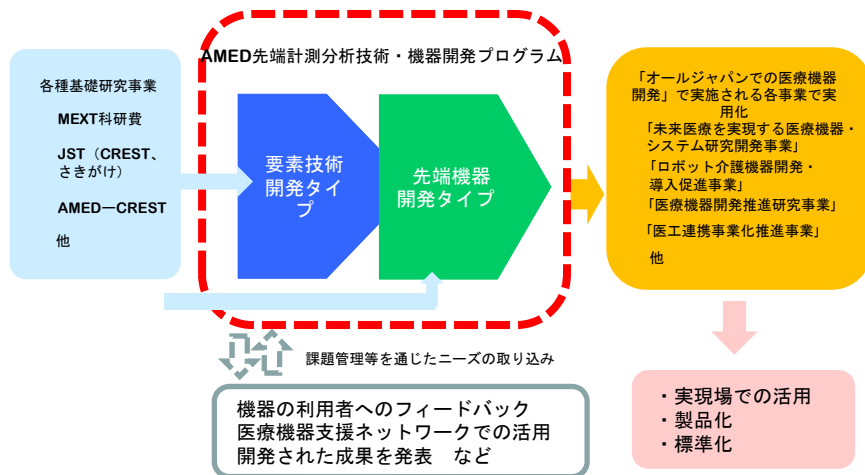 AMED先端計測分析技術・機器開発プログラム
各種基礎研究事業
MEXT科研費
JST（CREST、
さきがけ）
AMED―CREST
他
要素技術
開発タイ
プ
先端機器
開発タイプ
「オールジャパンでの医療機器
開発」で実施される各事業で実
用化
「未来医療を実現する医療機器・
システム研究開発事業」
「ロボット介護機器開発・
導入促進事業」
「医療機器開発推進研究事業」
「医工連携事業化推進事業」
他
課題管理等を通じたニーズの取り込み
機器の利用者へのフィードバック
医療機器支援ネットワークでの活用
開発された成果を発表　など
・実現場での活用
・製品化
・標準化